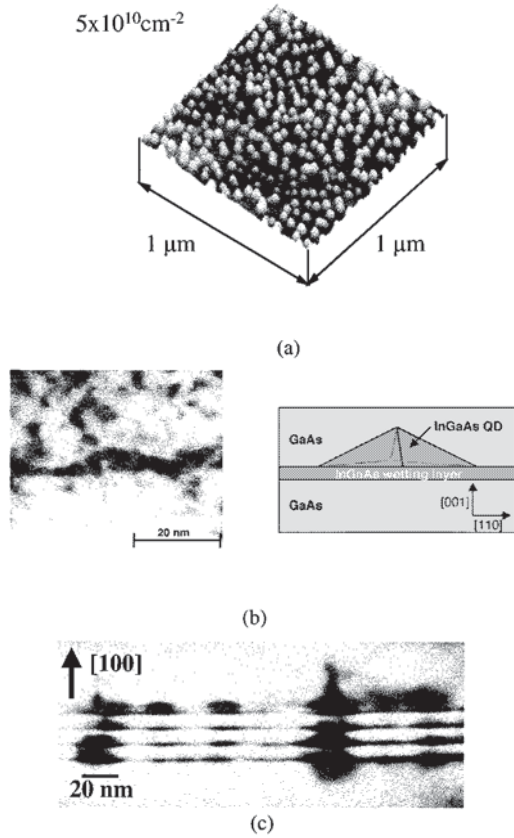 5x10¹⁰cm⁻²
1 μm
1 μm
(a)
20 nm
GaAs
InGaAs QD
InGaAs wetting layer
GaAs
[001]
[110]
(b)
[100]
20 nm
(c)